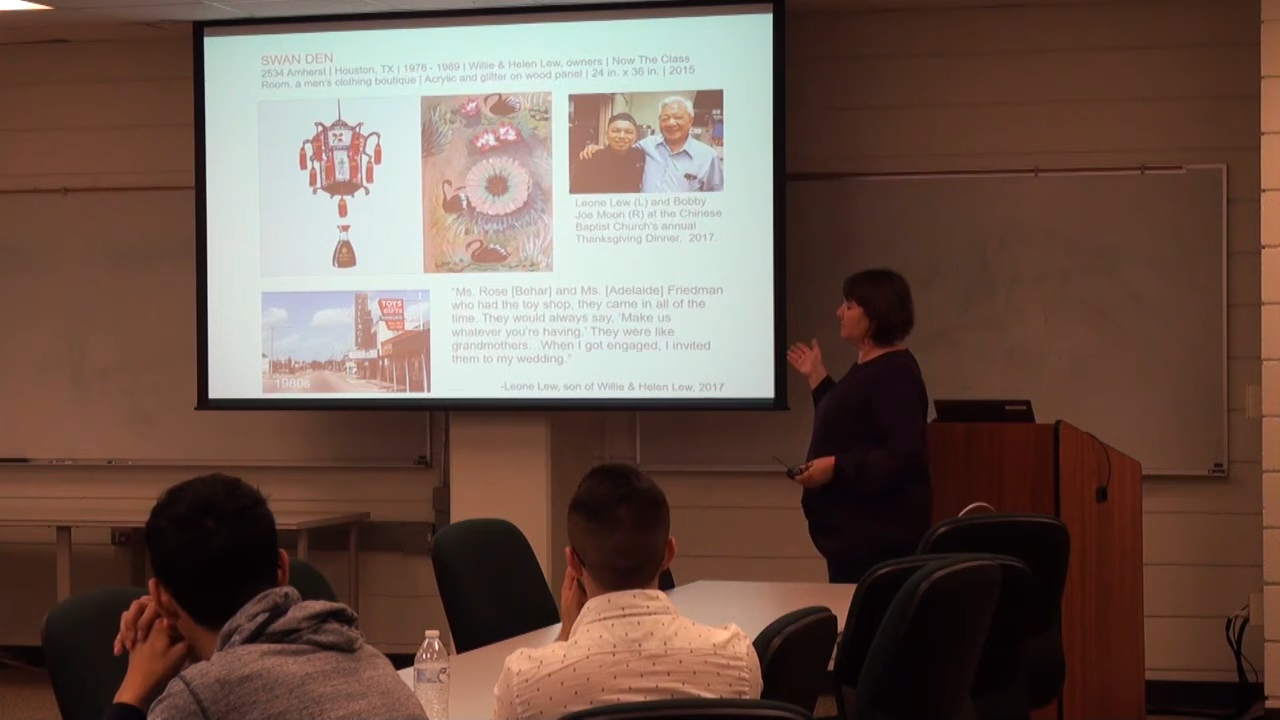 SWAN DEN
2534 Amherst | Houston, TX | 1976 - 1989 | Willie & Helen Lew, owners | Now The Class
Room, a men's clothing boutique | Acrylic and glitter on wood panel | 24 in. x 36 in. | 2015
Leone Lew (L) and Bobby
Joe Moon (R) at the Chinese
Baptist Church's annual
Thanksgiving Dinner, 2017.
TOYS
GIFTS
VILLAGE
1980s
"Ms. Rose [Behar] and Ms. [Adelaide] Friedman
who had the toy shop, they came in all of the
time. They would always say, 'Make us
whatever you're having.' They were like
grandmothers…When I got engaged, I invited
them to my wedding."
-Leone Lew, son of Willie & Helen Lew, 2017